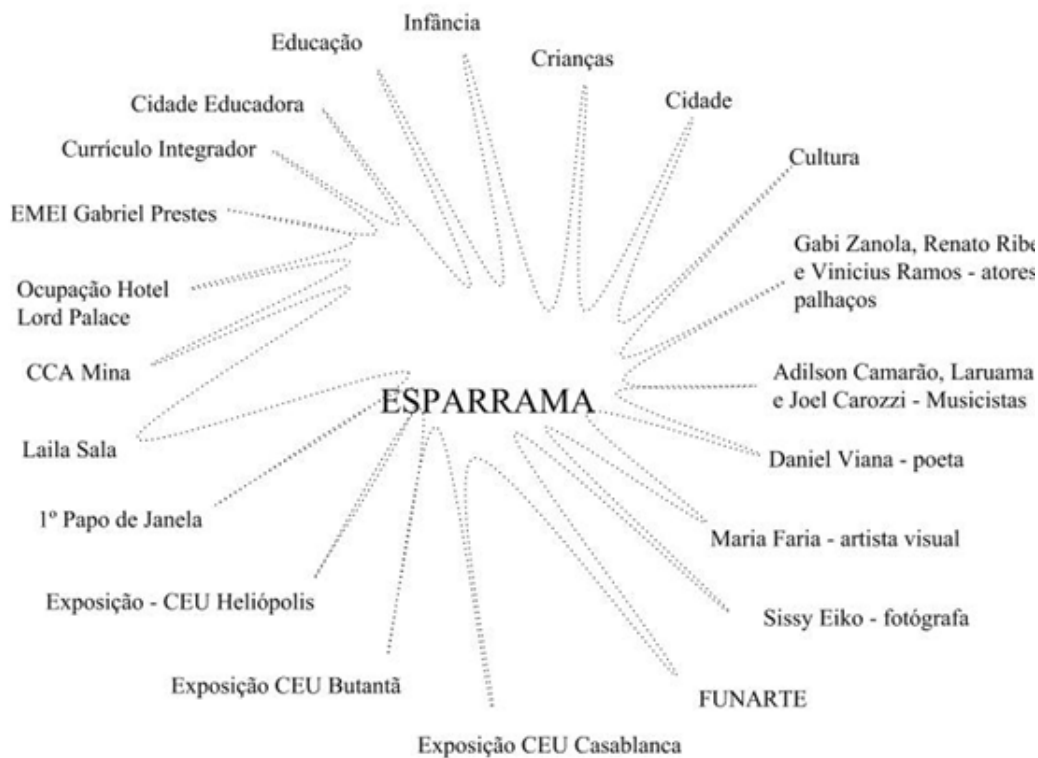 Infância
Educação
Crianças
Cidade Educadora
Cidade
Currículo Integrador
Cultura
EMEI Gabriel Prestes
Gabi Zanola, Renato Ribe
e Vinicius Ramos - atores
palhaços
Ocupação Hotel
Lord Palace
CCA Mina
Adilson Camarão, Laruama
e Joel Carozzi - Musicistas
ESPARRAMA
Laila Sala
Daniel Viana - poeta
1º Papo de Janela
Maria Faria - artista visual
Exposição - CEU Heliópolis
Sissy Eiko - fotógrafa
Exposição CEU Butantã
FUNARTE
Exposição CEU Casablanca